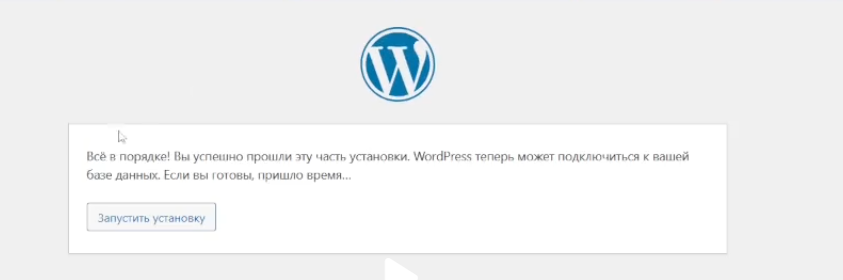 Всё в порядке! Вы успешно прошли эту часть установки. WordPress теперь может подключиться к вашей
базе данных. Если вы готовы, пришло время…
Запустить установку